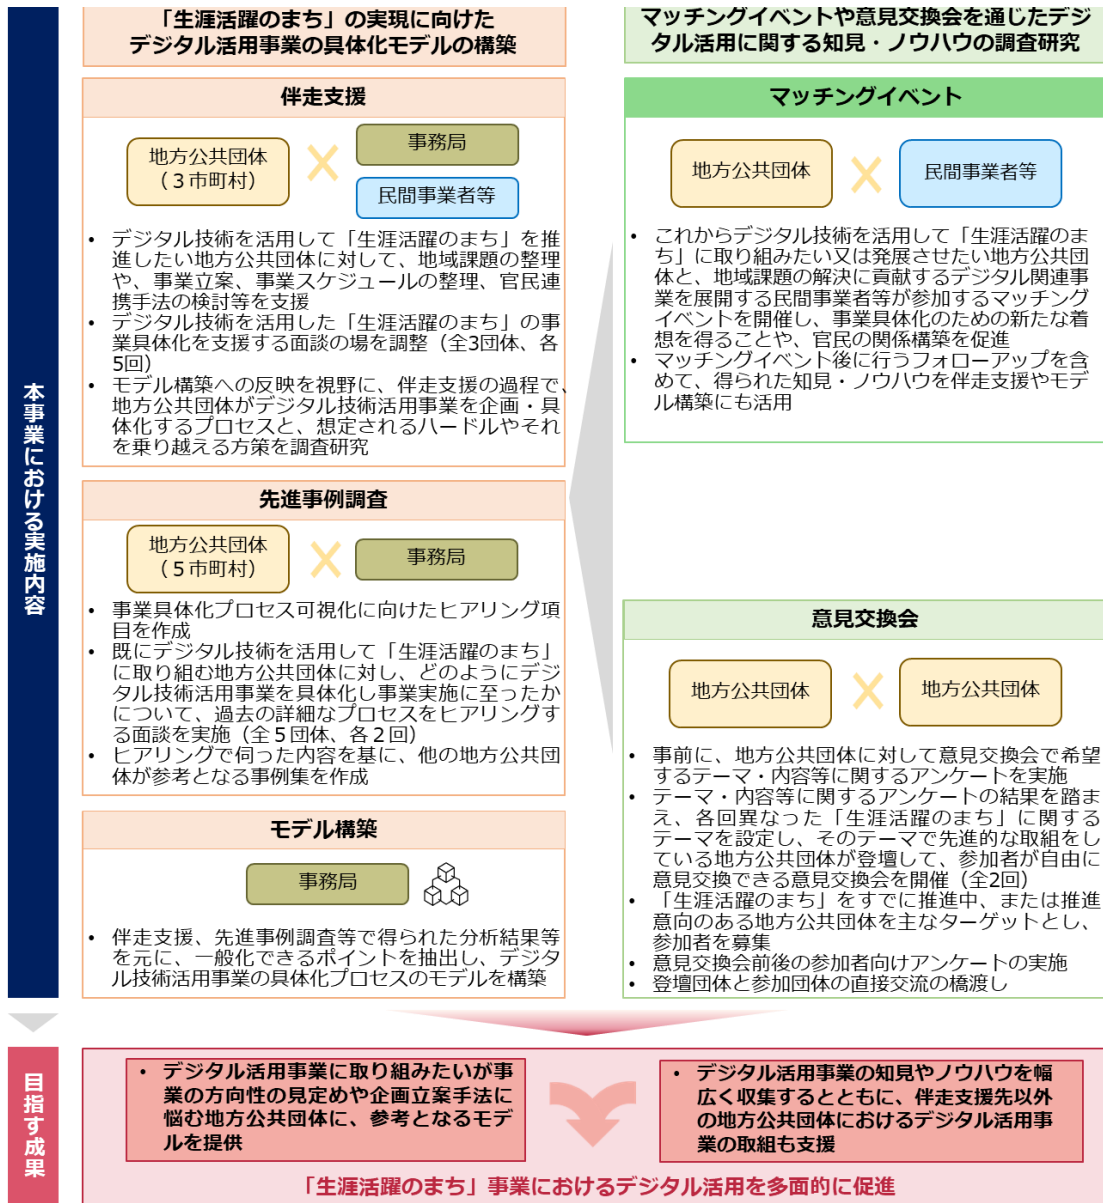 「生涯活躍のまち」の実現に向けた
デジタル活用事業の具体化モデルの構築
伴走支援
地方公共団体
（３市町村）
事務局
民間事業者等
• デジタル技術を活用して「生涯活躍のまち」を推
進したい地方公共団体に対して、地域課題の整理
や、事業立案、事業スケジュールの整理、官民連
携手法の検討等を支援
• デジタル技術を活用した「生涯活躍のまち」の事
業具体化を支援する面談の場を調整（全3団体、各
5回）
• モデル構築への反映を視野に、伴走支援の過程で、
地方公共団体がデジタル技術活用事業を企画・具
体化するプロセスと、想定されるハードルやそれ
を乗り越える方策を調査研究
先進事例調査
地方公共団体
（５市町村）
事務局
• 事業具体化プロセス可視化に向けたヒアリング項
目を作成
• 既にデジタル技術を活用して「生涯活躍のまち」
に取り組む地方公共団体に対し、どのようにデジ
タル技術活用事業を具体化し事業実施に至ったか
について、過去の詳細なプロセスをヒアリングす
る面談を実施（全５団体、各２回）
• ヒアリングで伺った内容を基に、他の地方公共団
体が参考となる事例集を作成
モデル構築
事務局
• 伴走支援、先進事例調査等で得られた分析結果等
を元に、一般化できるポイントを抽出し、デジタ
ル技術活用事業の具体化プロセスのモデルを構築
マッチングイベントや意見交換会を通じたデジ
タル活用に関する知見・ノウハウの調査研究
マッチングイベント
地方公共団体
民間事業者等
• これからデジタル技術を活用して「生涯活躍のま
ち」に取り組みたい又は発展させたい地方公共団
体と、地域課題の解決に貢献するデジタル関連事
業を展開する民間事業者等が参加するマッチング
イベントを開催し、事業具体化のための新たな着
想を得ることや、官民の関係構築を促進
• マッチングイベント後に行うフォローアップを含
めて、得られた知見・ノウハウを伴走支援やモデ
ル構築にも活用
意見交換会
地方公共団体
地方公共団体
• 事前に、地方公共団体に対して意見交換会で希望
するテーマ・内容等に関するアンケートを実施
• テーマ・内容等に関するアンケートの結果を踏ま
え、各回異なった「生涯活躍のまち」に関する
テーマを設定し、そのテーマで先進的な取組をし
ている地方公共団体が登壇して、参加者が自由に
意見交換できる意見交換会を開催（全2回）
• 「生涯活躍のまち」をすでに推進中、または推進
意向のある地方公共団体を主なターゲットとし、
参加者を募集
• 意見交換会前後の参加者向けアンケートの実施
• 登壇団体と参加団体の直接交流の橋渡し
本事業における実施内容
目指す成果
• デジタル活用事業に取り組みたいが事
業の方向性の見定めや企画立案手法に
悩む地方公共団体に、参考となるモデ
ルを提供
• デジタル活用事業の知見やノウハウを幅
広く収集するとともに、伴走支援先以外
の地方公共団体におけるデジタル活用事
業の取組も支援
「生涯活躍のまち」事業におけるデジタル活用を多面的に促進